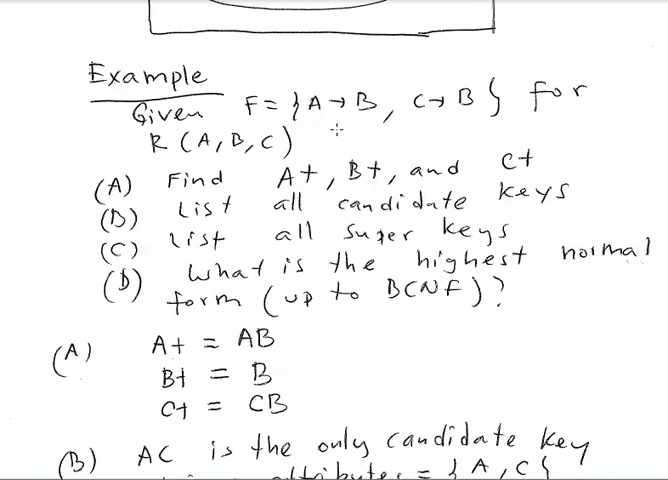 Example
Given F = { A → B, C → B } for
R (A, B, C)
(A) Find A+, B+, and C+
(B) List all candidate keys
(C) list all super keys
(D) What is the highest normal
form (up to BCNF)?
(A) A+ = AB
B+ = B
C+ = CB
(B) AC is the only candidate key
attributes = { A, C }